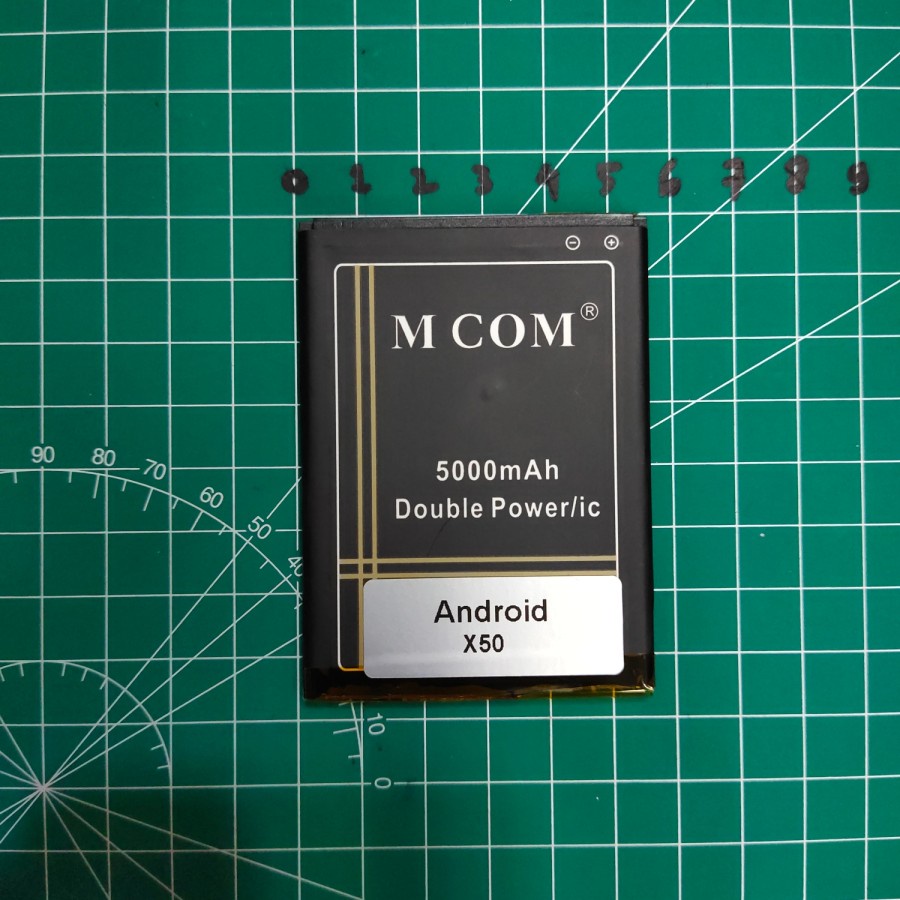 0 1 2 3 4 5 6 7 8 9
⊖ ⊕
M COM®
5000mAh
Double Power/ic
Android
X50
90 80 70 60 50 40
10
0